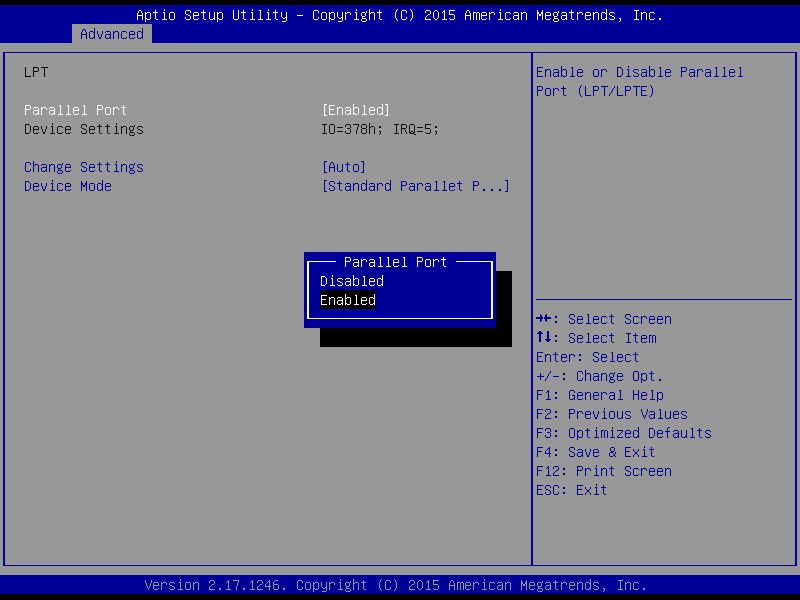 Aptio Setup Utility – Copyright (C) 2015 American Megatrends, Inc.
Advanced
LPT
Parallel Port [Enabled]
Device Settings IO=378h; IRQ=5;
Change Settings [Auto]
Device Mode [Standard Parallet P...]
Parallel Port
Disabled
Enabled
Enable or Disable Parallel
Port (LPT/LPTE)
→←: Select Screen
↑↓: Select Item
Enter: Select
+/-: Change Opt.
F1: General Help
F2: Previous Values
F3: Optimized Defaults
F4: Save & Exit
F12: Print Screen
ESC: Exit
Version 2.17.1246. Copyright (C) 2015 American Megatrends, Inc.